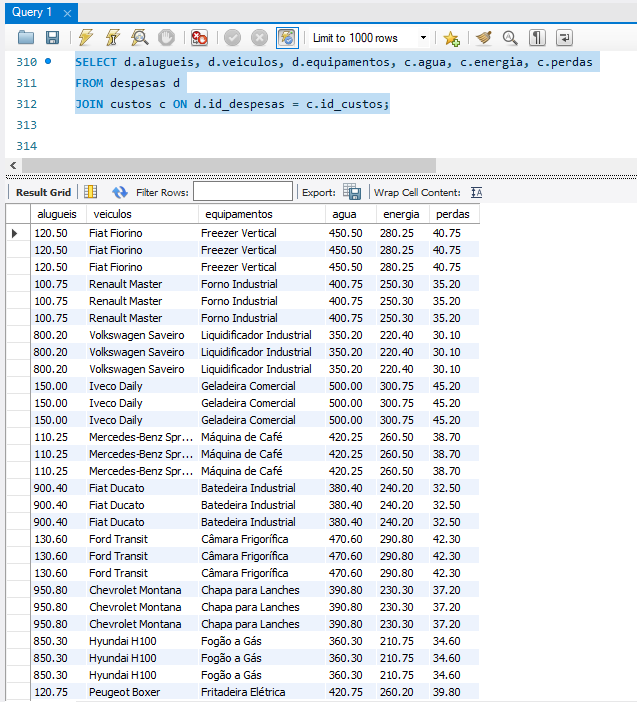 Query 1
Limit to 1000 rows
310 SELECT d.alugueis, d.veiculos, d.equipamentos, c.agua, c.energia, c.perdas
311 FROM despesas d
312 JOIN custos c ON d.id_despesas = c.id_custos;
313
314
Result Grid Filter Rows: Export: Wrap Cell Content: IA
alugueis veiculos equipamentos agua energia perdas
120.50 Fiat Fiorino Freezer Vertical 450.50 280.25 40.75
120.50 Fiat Fiorino Freezer Vertical 450.50 280.25 40.75
120.50 Fiat Fiorino Freezer Vertical 450.50 280.25 40.75
100.75 Renault Master Forno Industrial 400.75 250.30 35.20
100.75 Renault Master Forno Industrial 400.75 250.30 35.20
100.75 Renault Master Forno Industrial 400.75 250.30 35.20
800.20 Volkswagen Saveiro Liquidificador Industrial 350.20 220.40 30.10
800.20 Volkswagen Saveiro Liquidificador Industrial 350.20 220.40 30.10
800.20 Volkswagen Saveiro Liquidificador Industrial 350.20 220.40 30.10
150.00 Iveco Daily Geladeira Comercial 500.00 300.75 45.20
150.00 Iveco Daily Geladeira Comercial 500.00 300.75 45.20
150.00 Iveco Daily Geladeira Comercial 500.00 300.75 45.20
110.25 Mercedes-Benz Spr... Máquina de Café 420.25 260.50 38.70
110.25 Mercedes-Benz Spr... Máquina de Café 420.25 260.50 38.70
110.25 Mercedes-Benz Spr... Máquina de Café 420.25 260.50 38.70
900.40 Fiat Ducato Batedeira Industrial 380.40 240.20 32.50
900.40 Fiat Ducato Batedeira Industrial 380.40 240.20 32.50
900.40 Fiat Ducato Batedeira Industrial 380.40 240.20 32.50
130.60 Ford Transit Câmara Frigorífica 470.60 290.80 42.30
130.60 Ford Transit Câmara Frigorífica 470.60 290.80 42.30
130.60 Ford Transit Câmara Frigorífica 470.60 290.80 42.30
950.80 Chevrolet Montana Chapa para Lanches 390.80 230.30 37.20
950.80 Chevrolet Montana Chapa para Lanches 390.80 230.30 37.20
950.80 Chevrolet Montana Chapa para Lanches 390.80 230.30 37.20
850.30 Hyundai H100 Fogão a Gás 360.30 210.75 34.60
850.30 Hyundai H100 Fogão a Gás 360.30 210.75 34.60
850.30 Hyundai H100 Fogão a Gás 360.30 210.75 34.60
120.75 Peugeot Boxer Fritadeira Elétrica 420.75 260.20 39.80